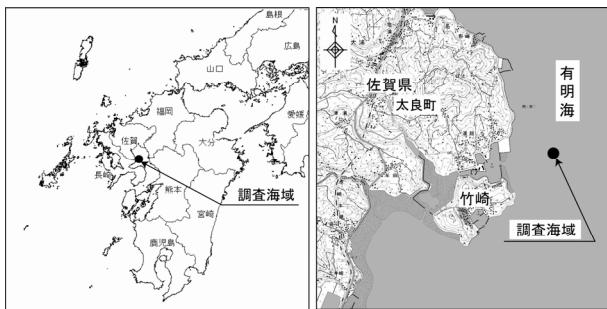 島根
広島
山口
愛媛
福岡
佐賀
大分
長崎
熊本
宮崎
鹿児島
調査海域
N
佐賀県
太良町
有明海
竹崎
調査海域